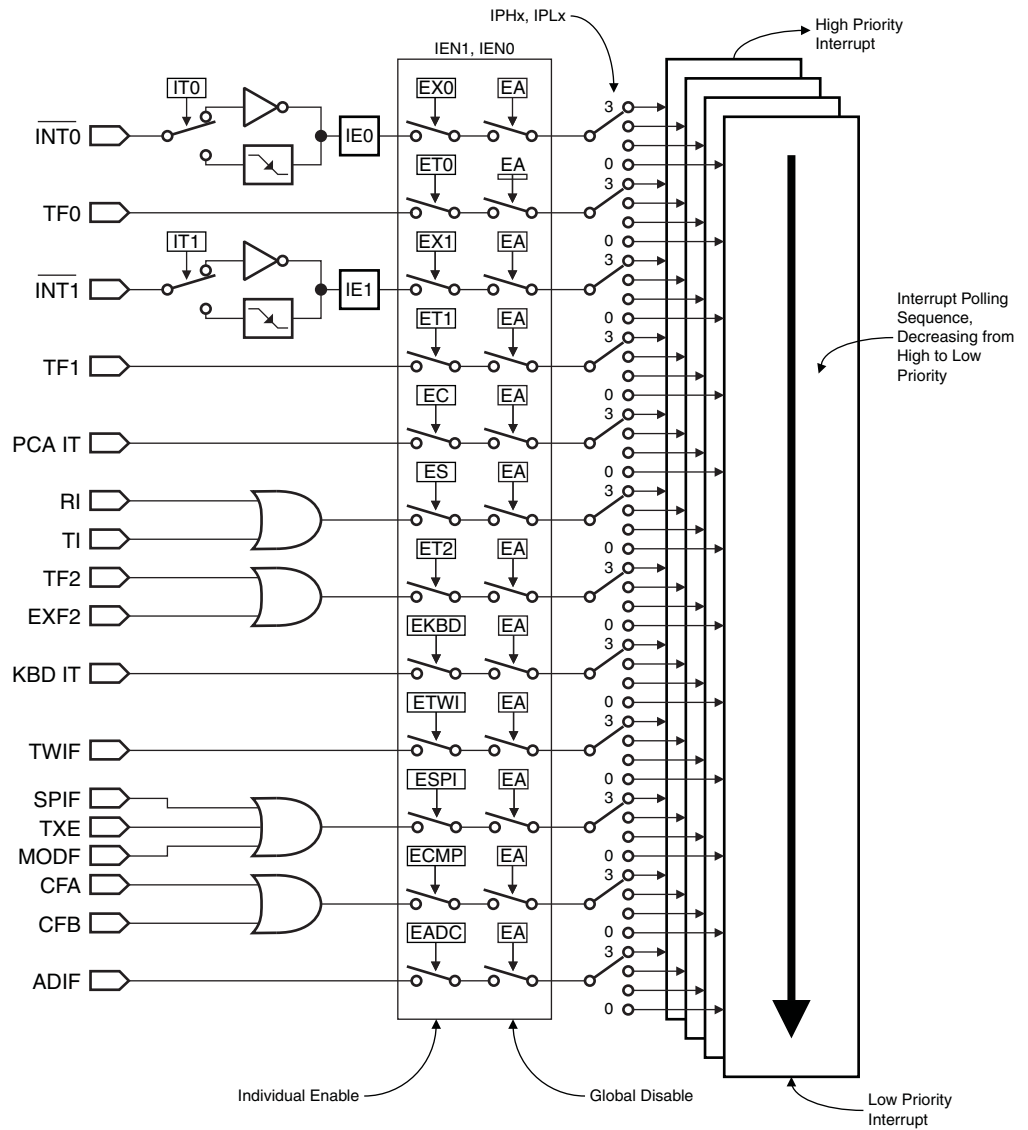 IPHx, IPLx
High Priority
Interrupt
IEN1, IEN0
IT0
EX0
EA
INT0
IE0
3
0
ET0
EA
TF0
3
0
IT1
EX1
EA
INT1
IE1
3
0
ET1
EA
TF1
3
0
EC
EA
PCA IT
3
0
ES
EA
RI
TI
3
0
ET2
EA
TF2
EXF2
3
0
EKBD
EA
KBD IT
3
0
ETWI
EA
TWIF
3
0
ESPI
EA
SPIF
TXE
MODF
3
0
ECMP
EA
CFA
CFB
3
0
EADC
EA
ADIF
3
0
Interrupt Polling
Sequence,
Decreasing from
High to Low
Priority
Individual Enable
Global Disable
Low Priority
Interrupt